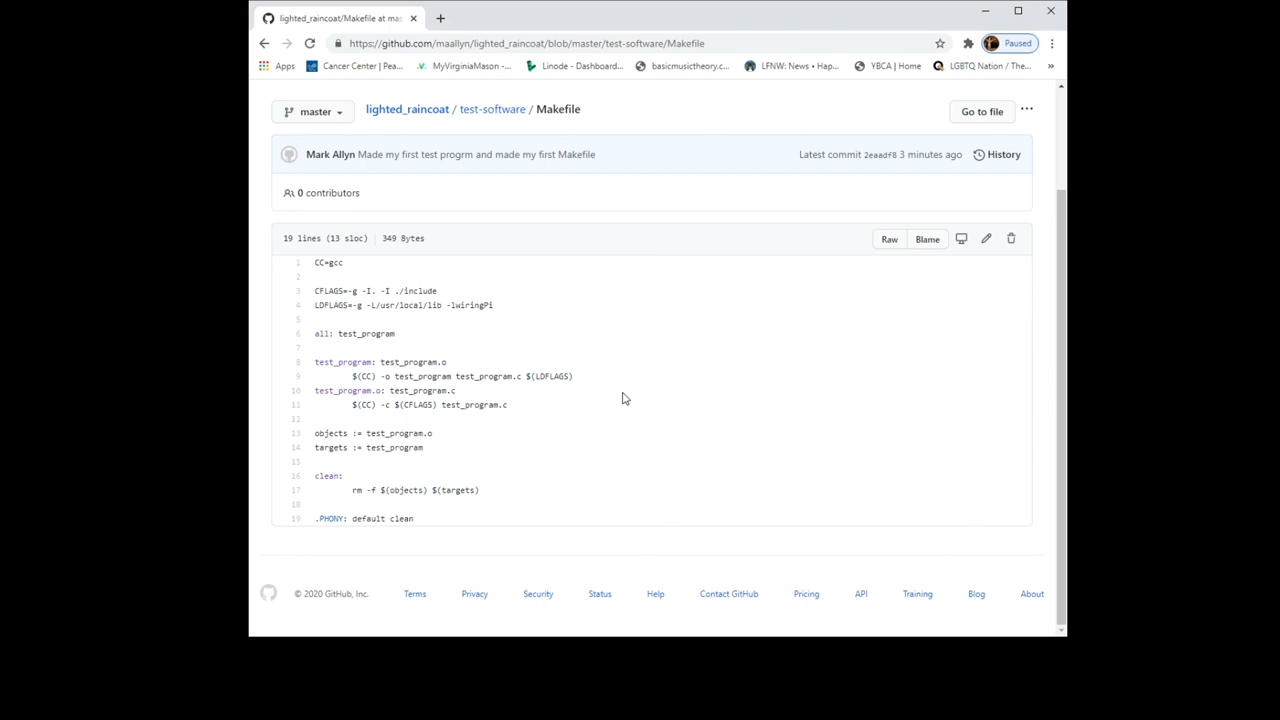 lighted_raincoat/Makefile at mas
https://github.com/maallyn/lighted_raincoat/blob/master/test-software/Makefile
Paused
Apps
Cancer Center | Pea...
MyVirginiaMason -...
Linode - Dashboard...
basicmusictheory.c...
LFNW: News • Hap...
YBCA | Home
LGBTQ Nation / The...
»
master
lighted_raincoat / test-software / Makefile
Go to file
...
Mark Allyn Made my first test progrm and made my first Makefile
Latest commit 2eaadf8 3 minutes ago
History
0 contributors
19 lines (13 sloc) | 349 Bytes
Raw
Blame
1 CC=gcc
2
3 CFLAGS=-g -I. -I ./include
4 LDFLAGS=-g -L/usr/local/lib -lwiringPi
5
6 all: test_program
7
8 test_program: test_program.o
9 $(CC) -o test_program test_program.c $(LDFLAGS)
10 test_program.o: test_program.c
11 $(CC) -c $(CFLAGS) test_program.c
12
13 objects := test_program.o
14 targets := test_program
15
16 clean:
17 rm -f $(objects) $(targets)
18
19 .PHONY: default clean
© 2020 GitHub, Inc.
Terms
Privacy
Security
Status
Help
Contact GitHub
Pricing
API
Training
Blog
About